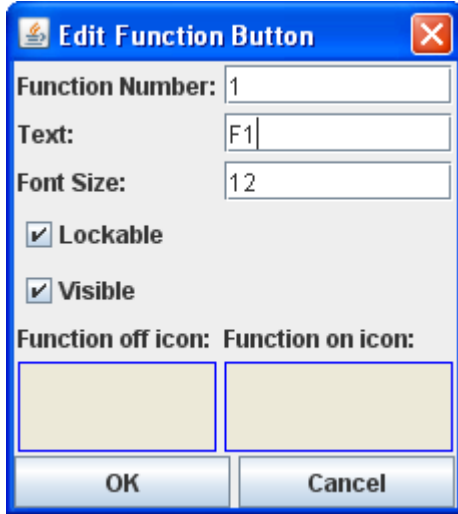 Edit Function Button
Function Number: 1
Text: F1
Font Size: 12
Lockable
Visible
Function off icon: Function on icon:
OK Cancel